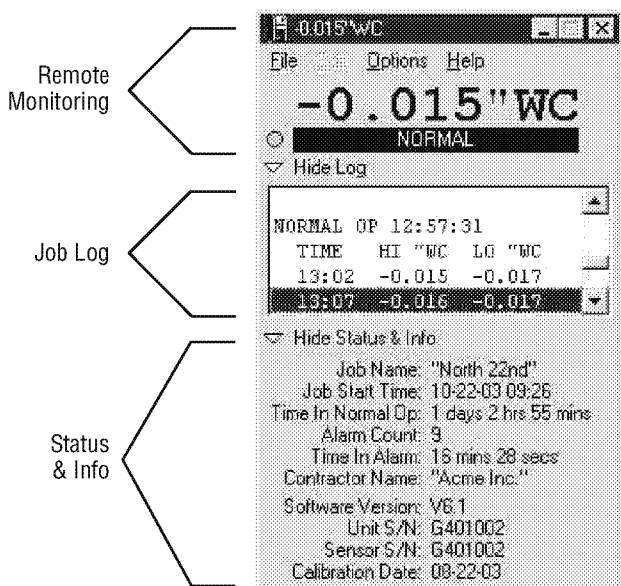 Remote
Monitoring
Job Log
Status
& Info
-0.015"WC
File Options Help
-0.015"WC
NORMAL
Hide Log
NORMAL OP 12:57:31
TIME HI "WC LO "WC
13:02 -0.015 -0.017
13:07 -0.016 -0.017
Hide Status & Info
Job Name: "North 22nd"
Job Start Time: 10-22-03 09:26
Time In Normal Op: 1 days 2 hrs 55 mins
Alarm Count: 9
Time In Alarm: 16 mins 28 secs
Contractor Name: "Acme Inc."
Software Version: V6.1
Unit S/N: G401002
Sensor S/N: G401002
Calibration Date: 08-22-03